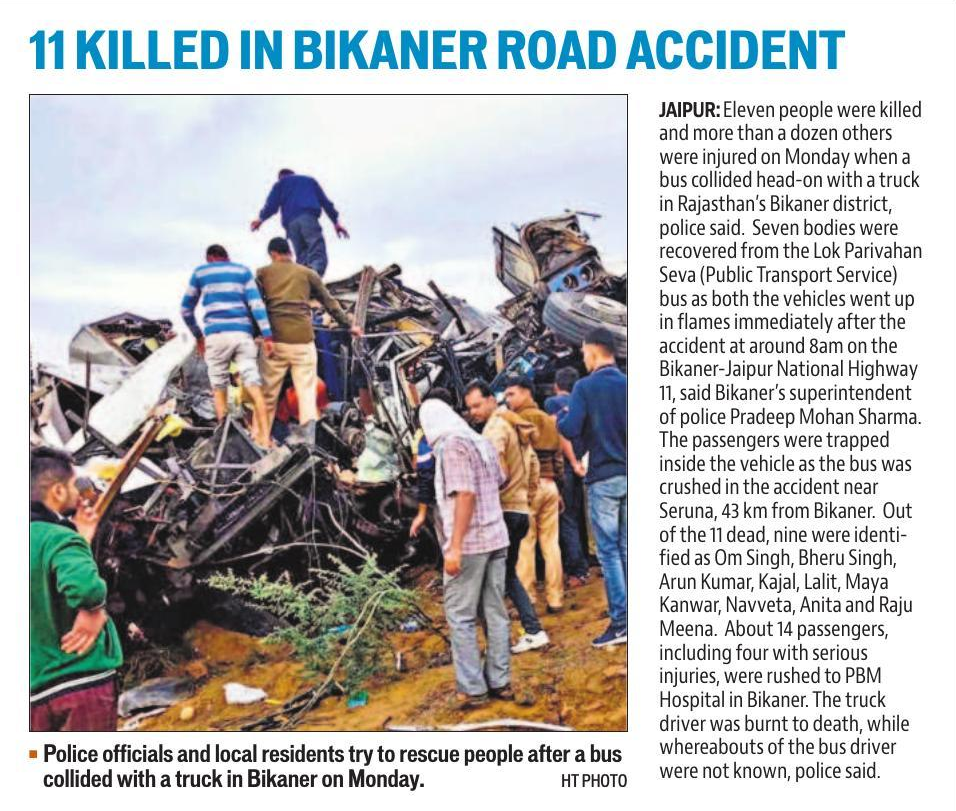 11 KILLED IN BIKANER ROAD ACCIDENT
JAIPUR: Eleven people were killed
and more than a dozen others
were injured on Monday when a
bus collided head-on with a truck
in Rajasthan's Bikaner district,
police said. Seven bodies were
recovered from the Lok Parivahan
Seva (Public Transport Service)
bus as both the vehicles went up
in flames immediately after the
accident at around 8am on the
Bikaner-Jaipur National Highway
11, said Bikaner's superintendent
of police Pradeep Mohan Sharma.
The passengers were trapped
inside the vehicle as the bus was
crushed in the accident near
Seruna, 43 km from Bikaner. Out
of the 11 dead, nine were identi-
fied as Om Singh, Bheru Singh,
Arun Kumar, Kajal, Lalit, Maya
Kanwar, Navveta, Anita and Raju
Meena. About 14 passengers,
including four with serious
injuries, were rushed to PBM
Hospital in Bikaner. The truck
driver was burnt to death, while
whereabouts of the bus driver
were not known, police said.
Police officials and local residents try to rescue people after a bus
collided with a truck in Bikaner on Monday. HT PHOTO